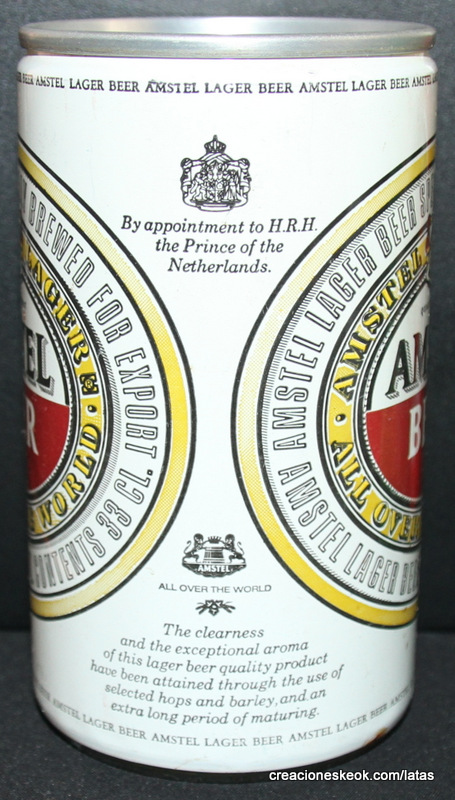 BEER AMSTEL LAGER BEER AMSTEL LAGER BEER AMSTEL LAGER BEER AMSTEL LAGER BEER AMSTEL
By appointment to H.R.H.
the Prince of the
Netherlands.
BREWED FOR EXPORT
CONTENTS 33 CL.
LAGER
WORLD
AMSTEL LAGER BEER
AMSTEL LAGER
AMSTEL
ALL OVER
AMSTEL
ALL OVER THE WORLD
The clearness
and the exceptional aroma
of this lager beer quality product
have been attained through the use of
selected hops and barley, and an
extra long period of maturing.
AMSTEL LAGER BEER AMSTEL LAGER BEER AMSTEL LAGER BEER
creacioneskeok.com/latas